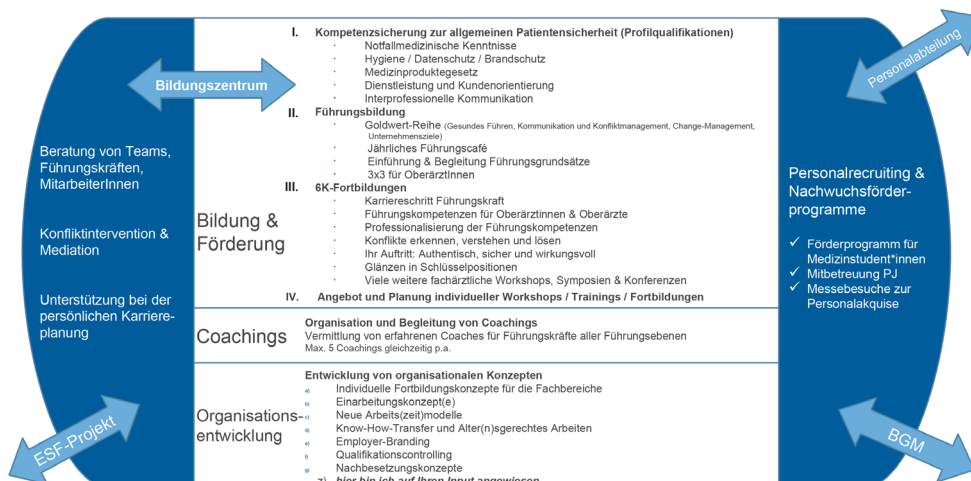 Bildungszentrum
Beratung von Teams,
Führungskräften,
MitarbeiterInnen
Konfliktintervention &
Mediation
Unterstützung bei der
persönlichen Karriere-
planung
ESF-Projekt
Bildung &
Förderung
I. Kompetenzsicherung zur allgemeinen Patientensicherheit (Profilqualifikationen)
· Notfallmedizinische Kenntnisse
· Hygiene / Datenschutz / Brandschutz
· Medizinproduktegesetz
· Dienstleistung und Kundenorientierung
· Interprofessionelle Kommunikation
II. Führungsbildung
· Goldwert-Reihe (Gesundes Führen, Kommunikation und Konfliktmanagement, Change-Management,
Unternehmensziele)
· Jährliches Führungscafé
· Einführung & Begleitung Führungsgrundsätze
· 3x3 für OberärztInnen
III. 6K-Fortbildungen
· Karriereschritt Führungskraft
· Führungskompetenzen für Oberärztinnen & Oberärzte
· Professionalisierung der Führungskompetenzen
· Konflikte erkennen, verstehen und lösen
· Ihr Auftritt: Authentisch, sicher und wirkungsvoll
· Glänzen in Schlüsselpositionen
· Viele weitere fachärztliche Workshops, Symposien & Konferenzen
IV. Angebot und Planung individueller Workshops / Trainings / Fortbildungen
Coachings
Organisation und Begleitung von Coachings
Vermittlung von erfahrenen Coaches für Führungskräfte aller Führungsebenen
Max. 5 Coachings gleichzeitig p.a.
Organisations-
entwicklung
Entwicklung von organisationalen Konzepten
a) Individuelle Fortbildungskonzepte für die Fachbereiche
b) Einarbeitungskonzept(e)
c) Neue Arbeits(zeit)modelle
d) Know-How-Transfer und Alter(n)sgerechtes Arbeiten
e) Employer-Branding
f) Qualifikationscontrolling
g) Nachbesetzungskonzepte
z) hier bin ich auf Ihren Input angewiesen
Personalabteilung
Personalrecruiting &
Nachwuchsförder-
programme
✓ Förderprogramm für
Medizinstudent*innen
✓ Mitbetreuung PJ
✓ Messebesuche zur
Personalakquise
BGM